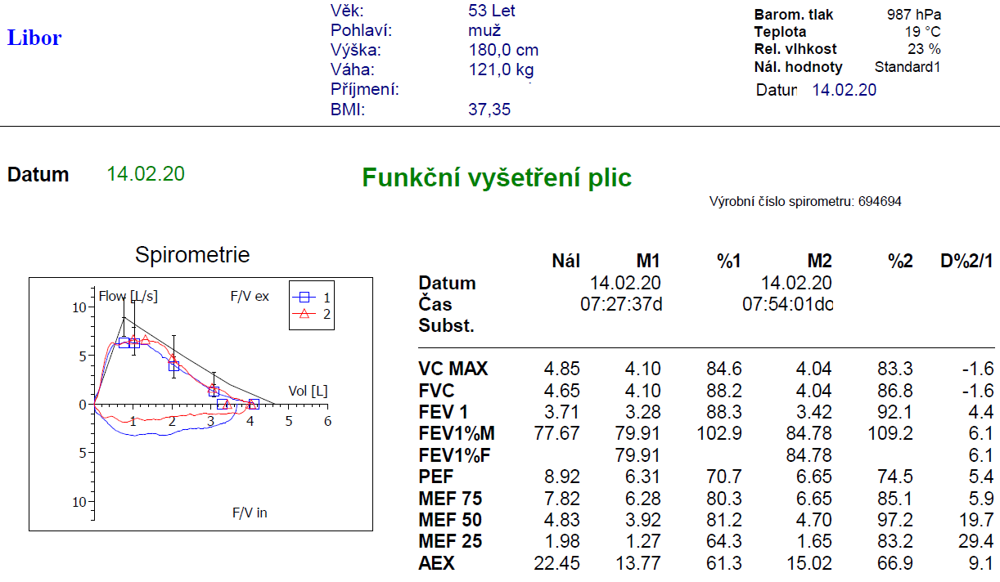 Libor
Věk: 53 Let
Pohlaví: muž
Výška: 180,0 cm
Váha: 121,0 kg
Příjmení:
BMI: 37,35
Barom. tlak 987 hPa
Teplota 19 °C
Rel. vlhkost 23 %
Nál. hodnoty Standard1
Datur 14.02.20
Datum 14.02.20
Funkční vyšetření plic
Výrobní číslo spirometru: 694694
Spirometrie
Flow [L/s] F/V ex
1
2
10
5
0
Vol [L]
1 2 3 4 5 6
5
10
F/V in
Nál M1 %1 M2 %2 D%2/1
Datum 14.02.20 14.02.20
Čas 07:27:37d 07:54:01do
Subst.
VC MAX 4.85 4.10 84.6 4.04 83.3 -1.6
FVC 4.65 4.10 88.2 4.04 86.8 -1.6
FEV 1 3.71 3.28 88.3 3.42 92.1 4.4
FEV1%M 77.67 79.91 102.9 84.78 109.2 6.1
FEV1%F 79.91 84.78 6.1
PEF 8.92 6.31 70.7 6.65 74.5 5.4
MEF 75 7.82 6.28 80.3 6.65 85.1 5.9
MEF 50 4.83 3.92 81.2 4.70 97.2 19.7
MEF 25 1.98 1.27 64.3 1.65 83.2 29.4
AEX 22.45 13.77 61.3 15.02 66.9 9.1